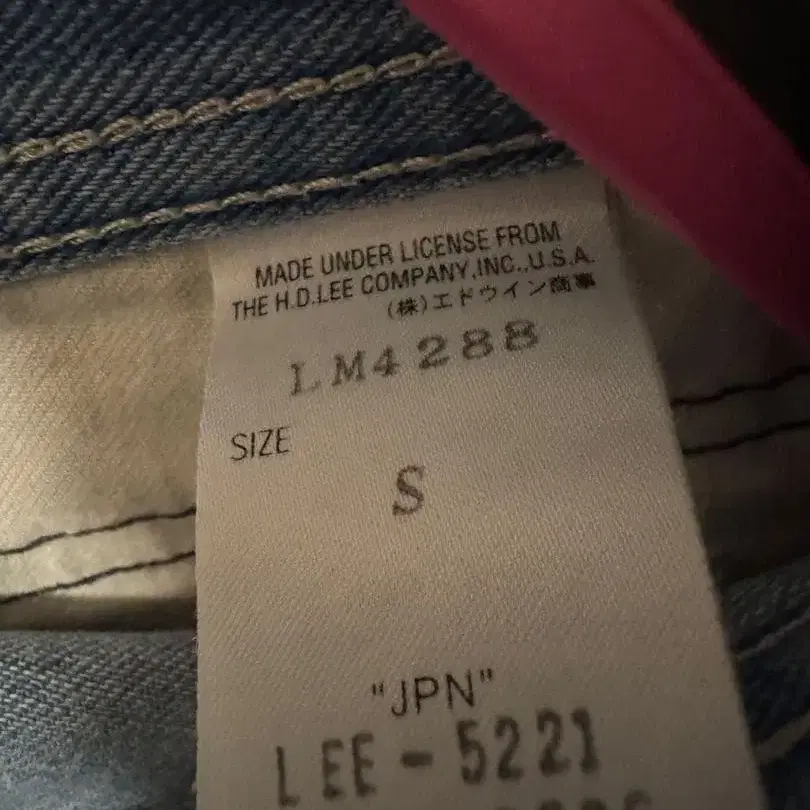 MADE UNDER LICENSE FROM
THE H.D.LEE COMPANY,INC.,U.S.A.
(株)エドウイン商事
LM4288
SIZE
S
"JPN"
LEE-5221